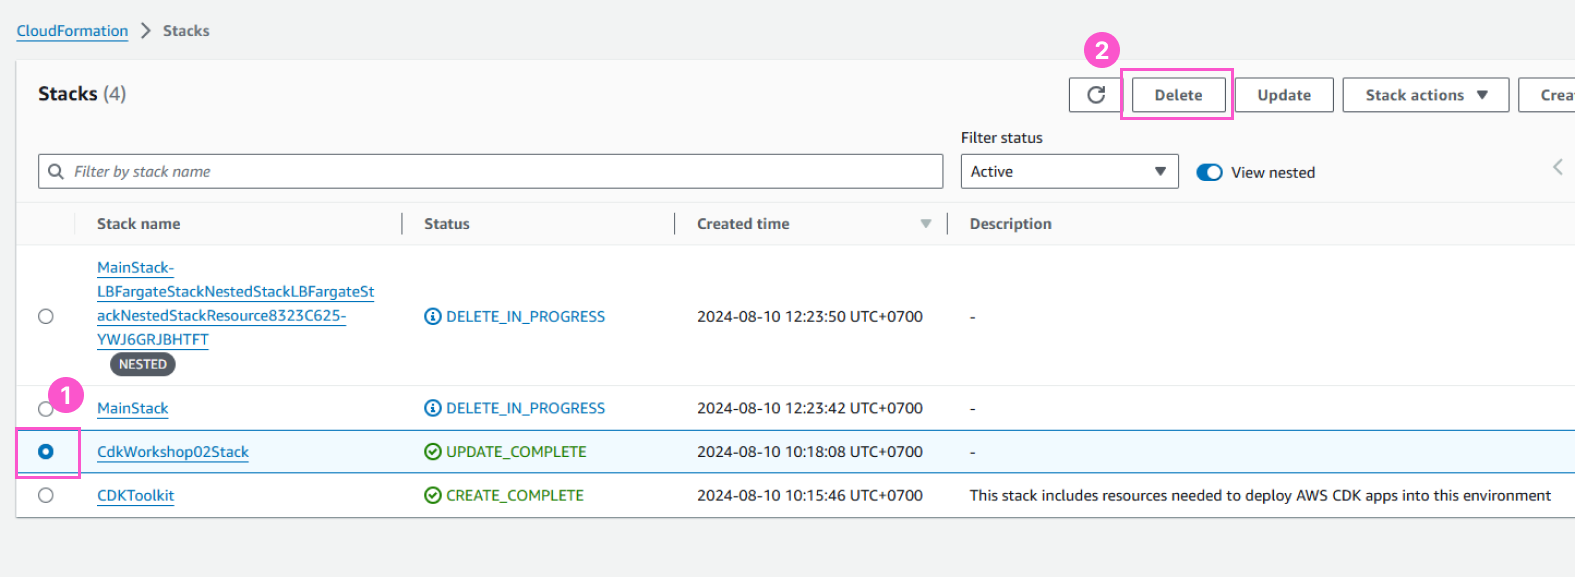 CloudFormation > Stacks
2
Stacks (4)
Delete
Update
Stack actions
Crea
Filter status
Filter by stack name
Active
View nested
Stack name
Status
Created time
Description
MainStack-
LBFargateStackNestedStackLBFargateSt
ackNestedStackResource8323C625-
YWJ6GRJBHTFT
NESTED
DELETE_IN_PROGRESS
2024-08-10 12:23:50 UTC+0700
-
1
MainStack
DELETE_IN_PROGRESS
2024-08-10 12:23:42 UTC+0700
-
CdkWorkshop02Stack
UPDATE_COMPLETE
2024-08-10 10:18:08 UTC+0700
-
CDKToolkit
CREATE_COMPLETE
2024-08-10 10:15:46 UTC+0700
This stack includes resources needed to deploy AWS CDK apps into this environment